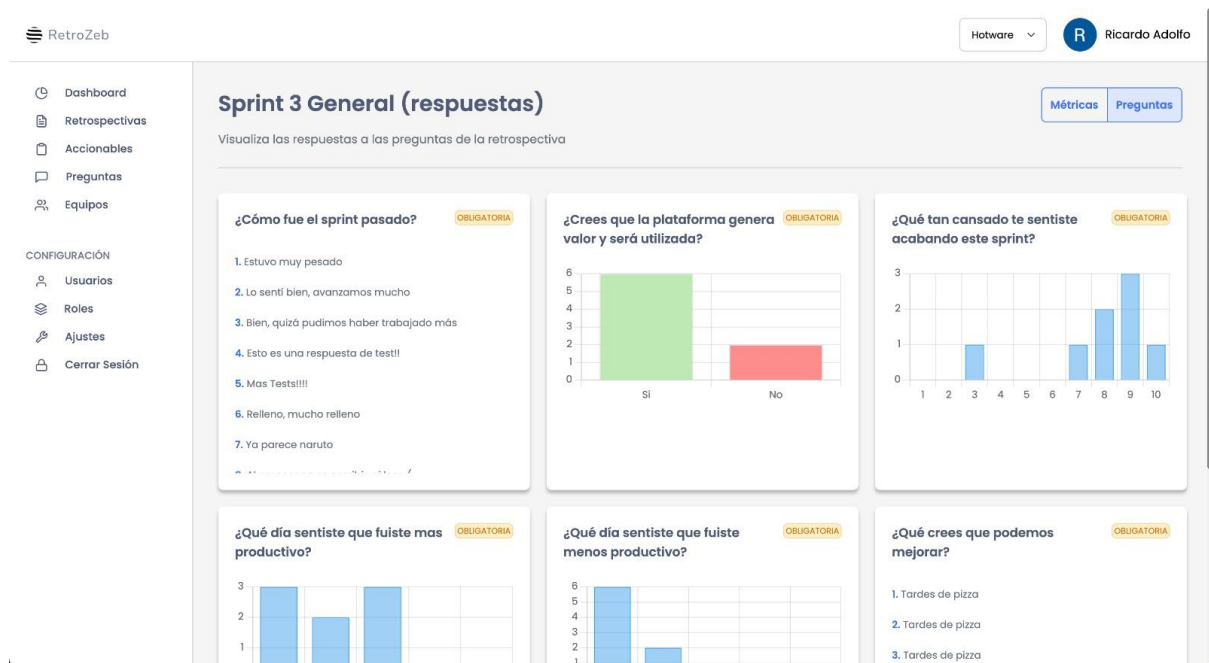 RetroZeb
Hotware
R
Ricardo Adolfo
Dashboard
Retrospectivas
Accionables
Preguntas
Equipos
CONFIGURACIÓN
Usuarios
Roles
Ajustes
Cerrar Sesión
Sprint 3 General (respuestas)
Métricas
Preguntas
Visualiza las respuestas a las preguntas de la retrospectiva
¿Cómo fue el sprint pasado?
OBLIGATORIA
1. Estuvo muy pesado
2. Lo sentí bien, avanzamos mucho
3. Bien, quizá pudimos haber trabajado más
4. Esto es una respuesta de test!!
5. Mas Tests!!!!
6. Relleno, mucho relleno
7. Ya parece naruto
¿Crees que la plataforma genera
valor y será utilizada?
OBLIGATORIA
6
5
4
3
2
1
0
Si No
¿Qué tan cansado te sentiste
acabando este sprint?
OBLIGATORIA
3
2
1
0
1 2 3 4 5 6 7 8 9 10
¿Qué día sentiste que fuiste mas
productivo?
OBLIGATORIA
3
2
1
¿Qué día sentiste que fuiste
menos productivo?
OBLIGATORIA
6
5
4
3
2
1
¿Qué crees que podemos
mejorar?
OBLIGATORIA
1. Tardes de pizza
2. Tardes de pizza
3. Tardes de pizza